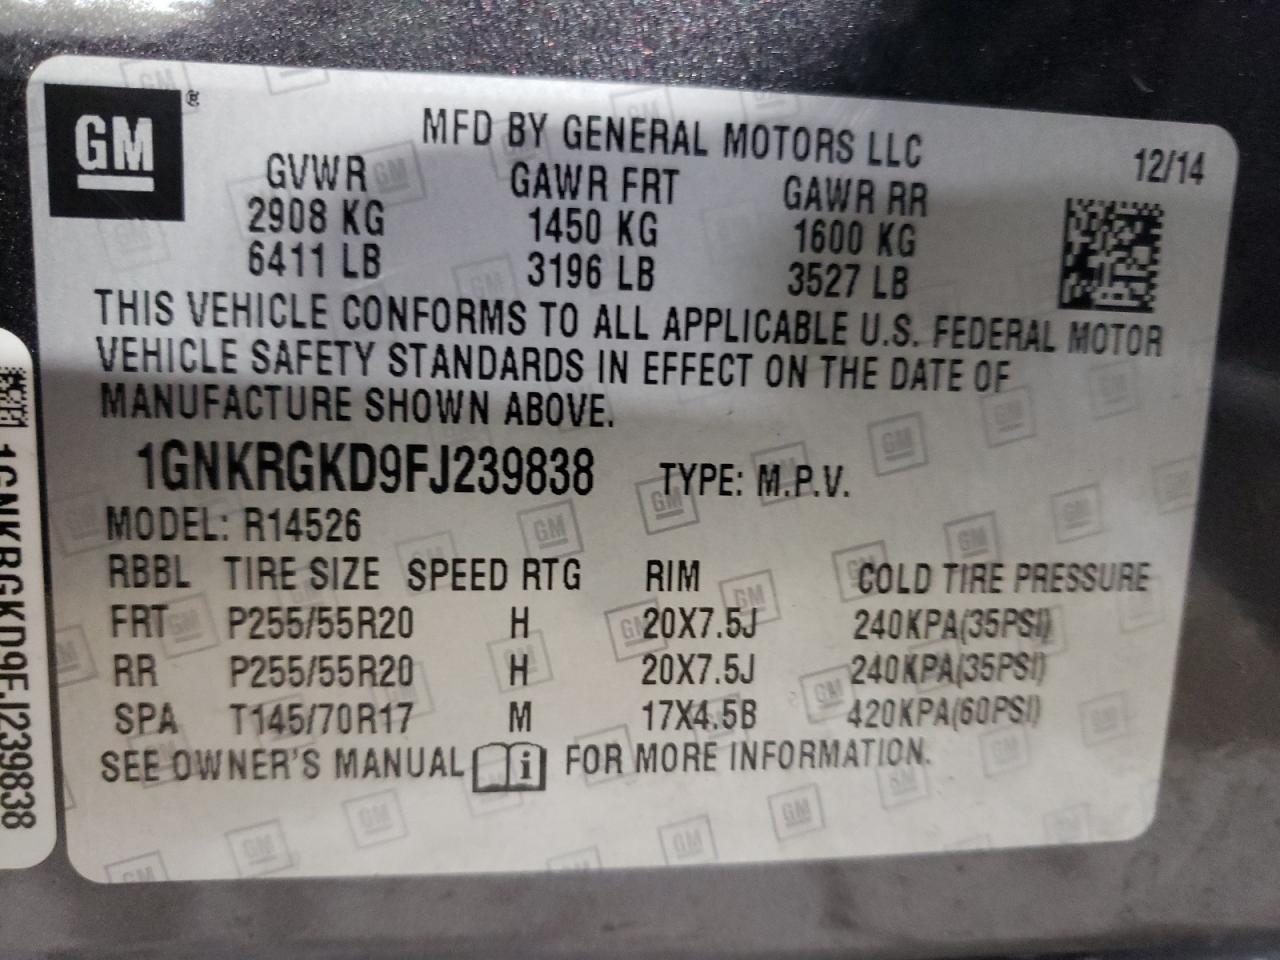 GM
MFD BY GENERAL MOTORS LLC
12/14
GVWR GAWR FRT GAWR RR
2908 KG 1450 KG 1600 KG
6411 LB 3196 LB 3527 LB
THIS VEHICLE CONFORMS TO ALL APPLICABLE U.S. FEDERAL MOTOR
VEHICLE SAFETY STANDARDS IN EFFECT ON THE DATE OF
MANUFACTURE SHOWN ABOVE.
1GNKRGKD9FJ239838 TYPE: M.P.V.
MODEL: R14526
RBBL TIRE SIZE SPEED RTG RIM COLD TIRE PRESSURE
FRT P255/55R20 H 20X7.5J 240KPA(35PSI)
RR P255/55R20 H 20X7.5J 240KPA(35PSI)
SPA T145/70R17 M 17X4.5B 420KPA(60PSI)
SEE OWNER'S MANUAL i FOR MORE INFORMATION.
1GNKRGKD9FJ239838